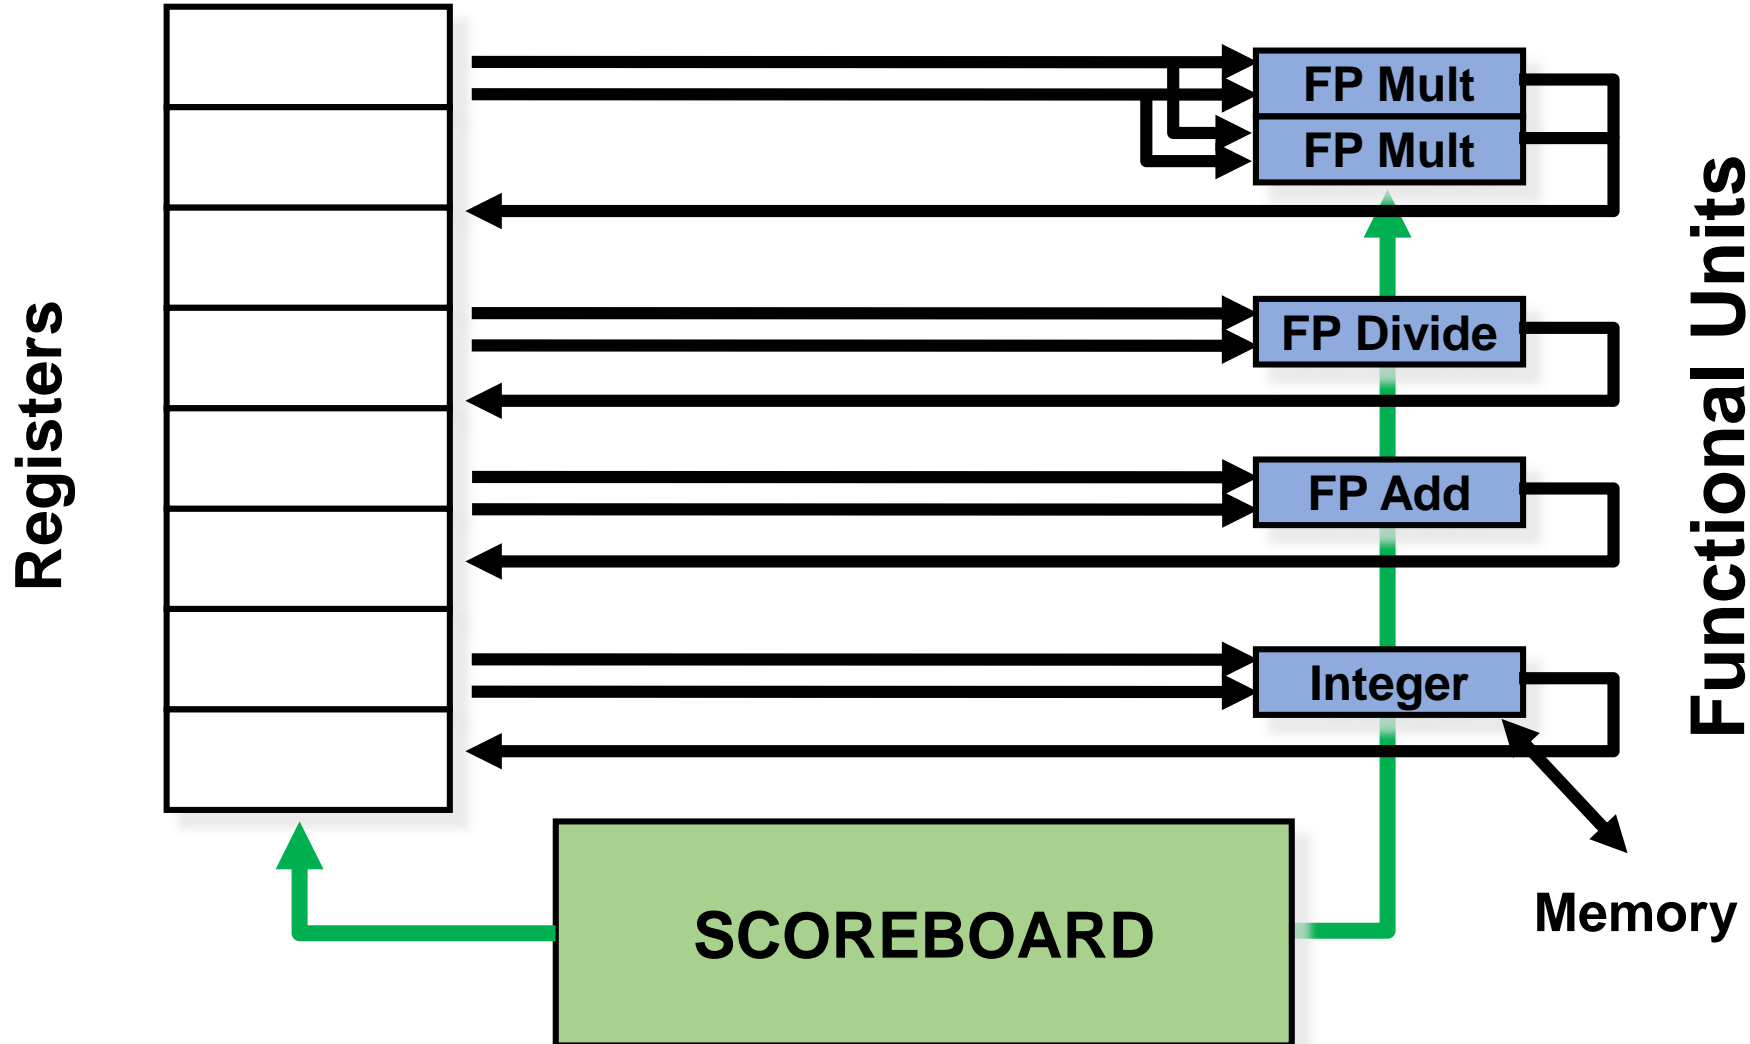 Registers
FP Mult
FP Mult
FP Divide
FP Add
Integer
Functional Units
Memory
SCOREBOARD